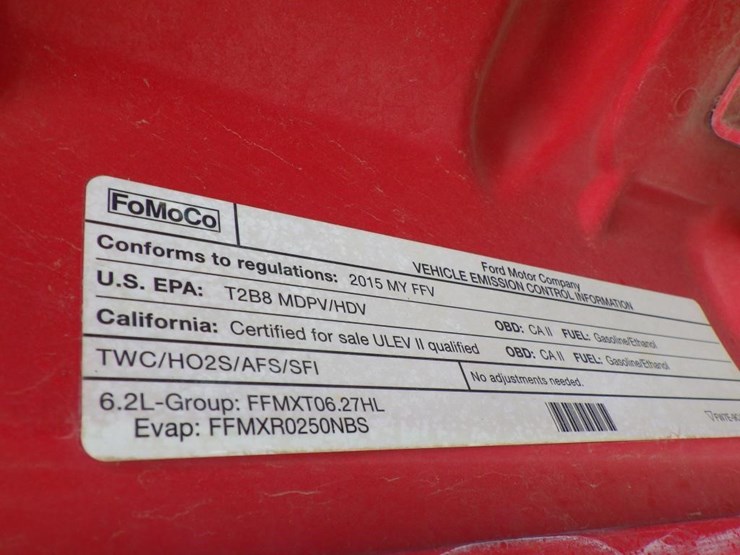 FoMoCo
Ford Motor Company
VEHICLE EMISSION CONTROL INFORMATION
Conforms to regulations: 2015 MY FFV
U.S. EPA: T2B8 MDPV/HDV OBD: CA II FUEL: Gasoline/Ethanol
California: Certified for sale ULEV II qualified OBD: CA II FUEL: Gasoline/Ethanol
TWC/HO2S/AFS/SFI No adjustments needed.
6.2L-Group: FFMXT06.27HL
Evap: FFMXR0250NBS